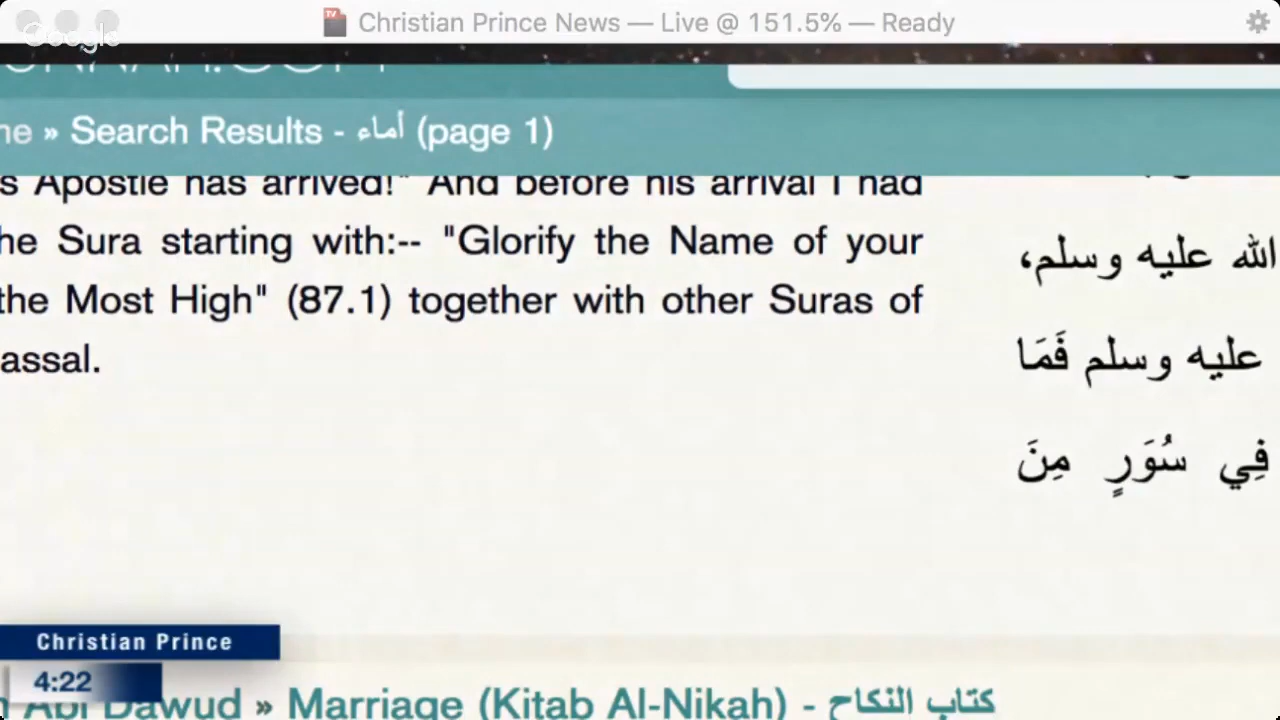 Christian Prince News — Live @ 151.5% — Ready
Google
» Search Results - أماء (page 1)
s Apostle has arrived!" And before his arrival I had
he Sura starting with:-- "Glorify the Name of your
the Most High" (87.1) together with other Suras of
assal.
الله عليه وسلم،
عليه وسلم فَمَا
فِي سُوَرٍ مِنَ
Christian Prince
4:22
Abi Dawud » Marriage (Kitab Al-Nikah) - كتاب النكاح